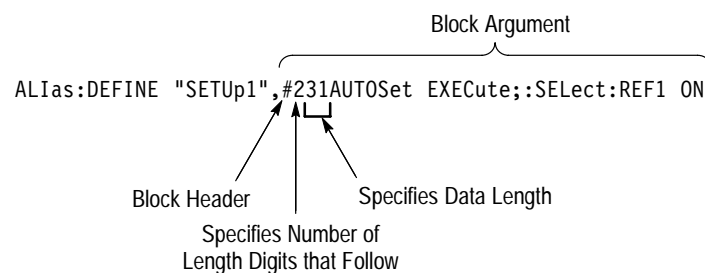 Block Argument
ALIas:DEFINE "SETUp1",#231AUTOSet EXECute;:SELect:REF1 ON
Block Header
Specifies Data Length
Specifies Number of
Length Digits that Follow